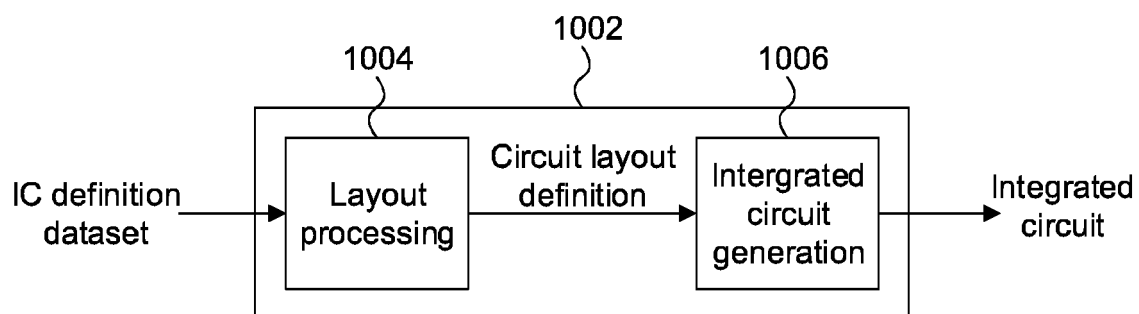 1002
1004
1006
IC definition
dataset
Layout
processing
Circuit layout
definition
Intergrated
circuit
generation
Integrated
circuit